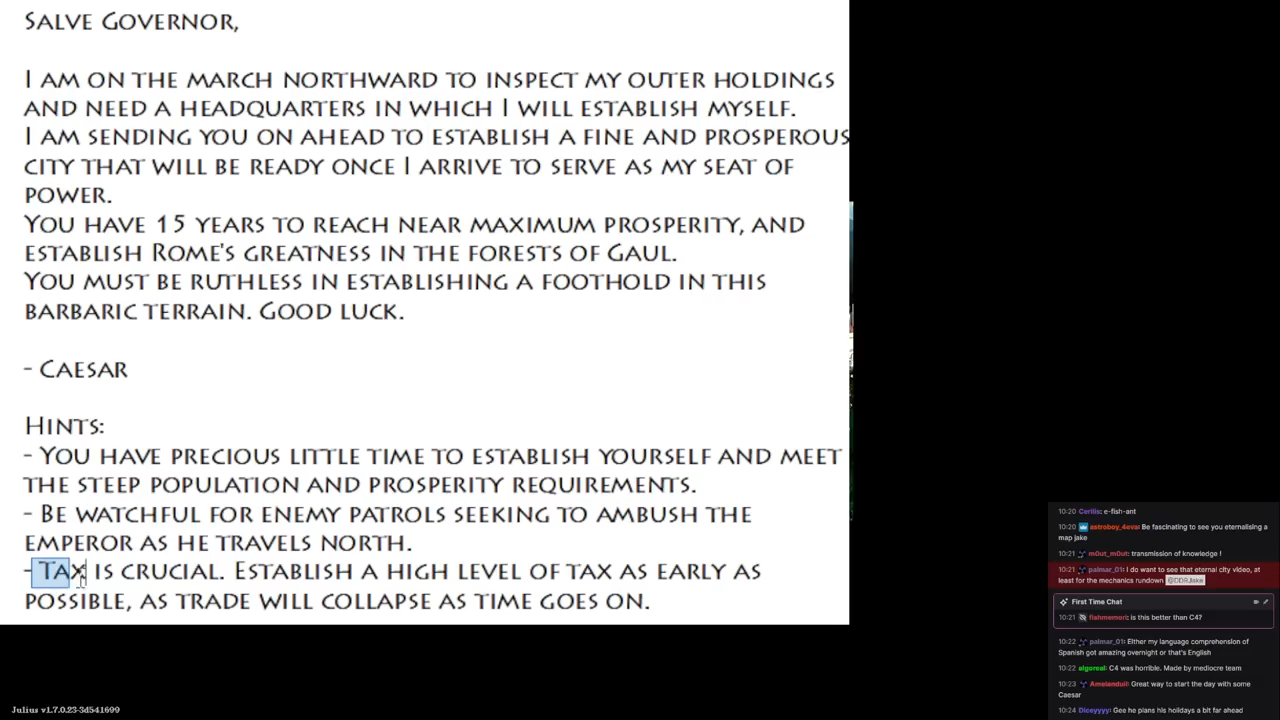 Salve Governor,
I am on the march northward to inspect my outer holdings
and need a headquarters in which I will establish myself.
I am sending you on ahead to establish a fine and prosperous
city that will be ready once I arrive to serve as my seat of
power.
You have 15 years to reach near maximum prosperity, and
establish Rome's greatness in the forests of Gaul.
You must be ruthless in establishing a foothold in this
barbaric terrain. Good luck.
- Caesar
Hints:
- You have precious little time to establish yourself and meet
the steep population and prosperity requirements.
- Be watchful for enemy patrols seeking to ambush the
emperor as he travels north.
- Tax is crucial. Establish a high level of tax as early as
possible, as trade will collapse as time goes on.
10:20 Cerilis: e-fish-ant
10:20 astroboy_4eva: Be fascinating to see you eternalising a
map jake
10:21 m0ut_m0ut: transmission of knowledge !
10:21 palmar_01: I do want to see that eternal city video, at
least for the mechanics rundown @DDRJake
First Time Chat
10:21 fishmemori: is this better than C4?
10:22 palmar_01: Either my language comprehension of
Spanish got amazing overnight or that's English
10:22 algoreal: C4 was horrible. Made by mediocre team
10:23 Amslanduil: Great way to start the day with some
Caesar
10:24 Diceyyyy: Gee he plans his holidays a bit far ahead
Julius v1.7.0.23-3d541699